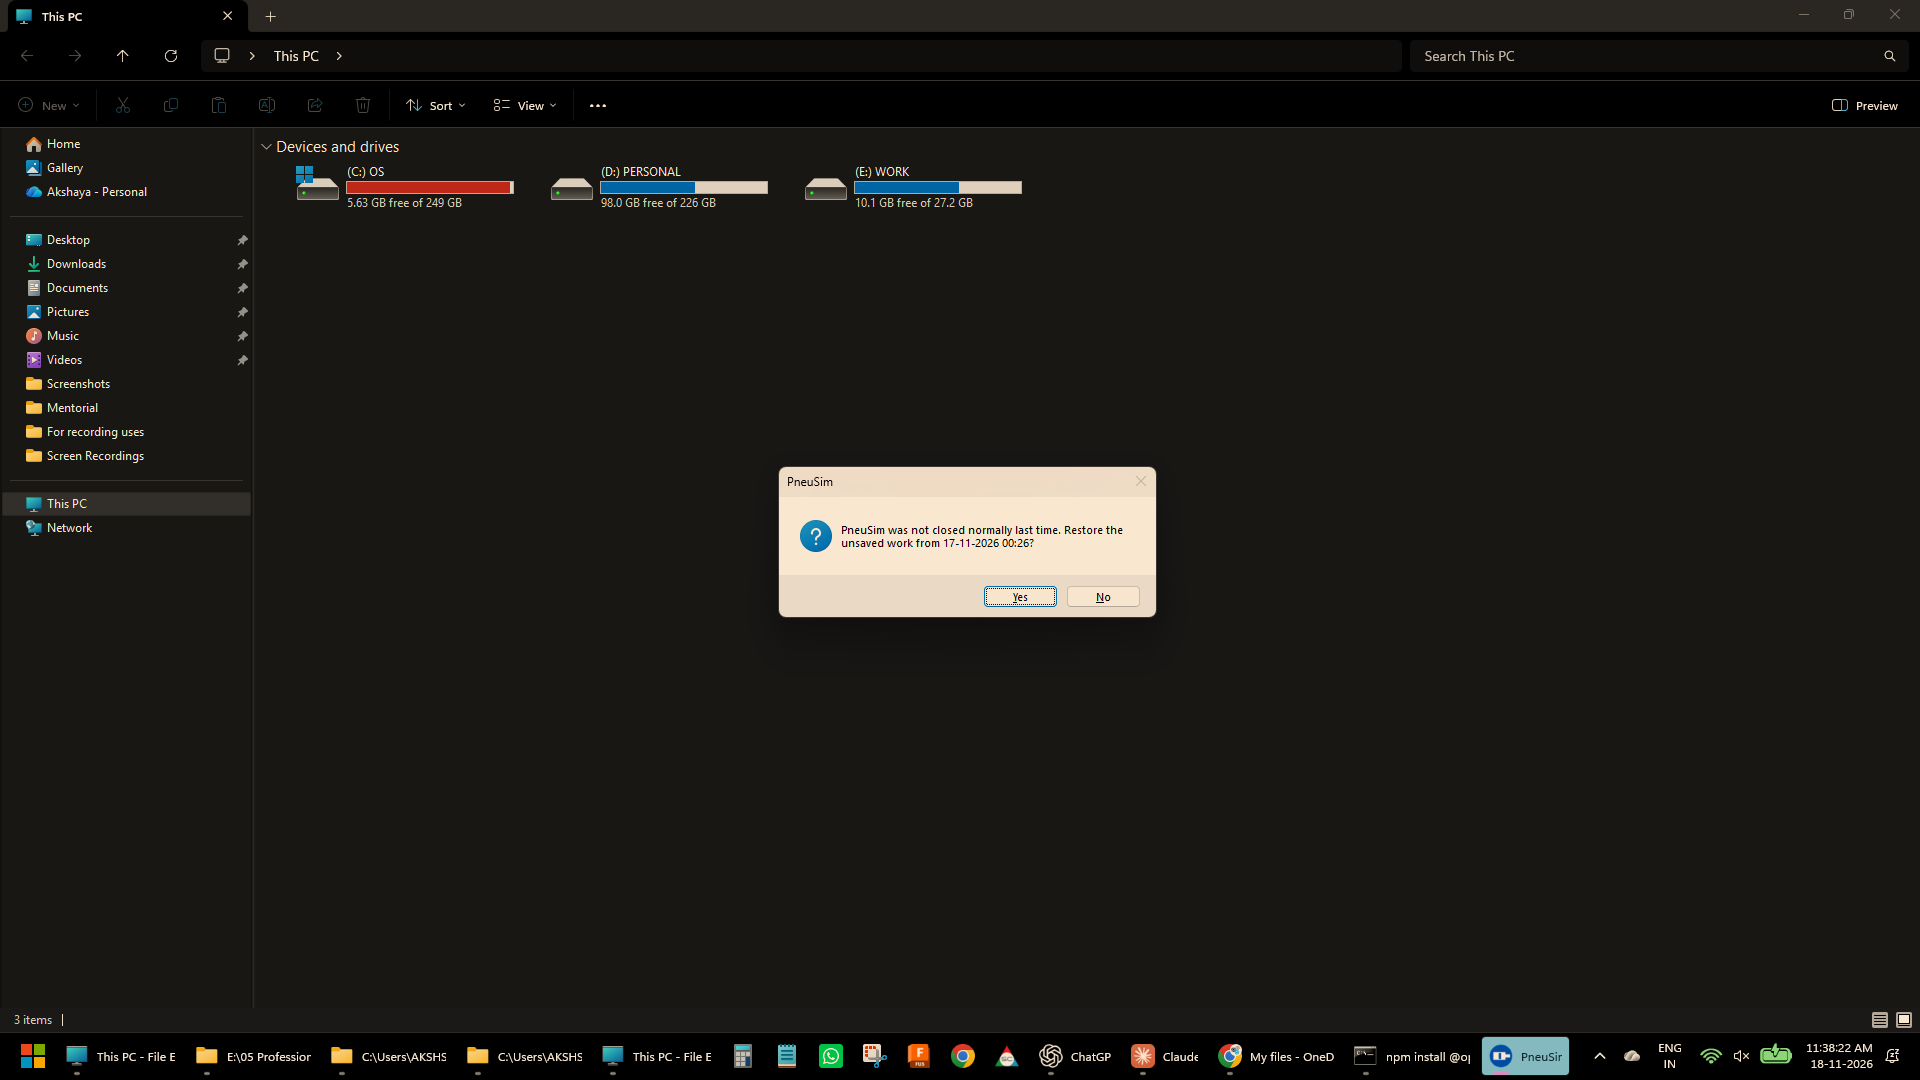 This PC
This PC
Search This PC
New
Sort
View
Preview
Home
Gallery
Akshaya - Personal
Desktop
Downloads
Documents
Pictures
Music
Videos
Screenshots
Mentorial
For recording uses
Screen Recordings
This PC
Network
Devices and drives
(C:) OS
5.63 GB free of 249 GB
(D:) PERSONAL
98.0 GB free of 226 GB
(E:) WORK
10.1 GB free of 27.2 GB
PneuSim
PneuSim was not closed normally last time. Restore the
unsaved work from 17-11-2026 00:26?
Yes
No
3 items
This PC - File E
E:\05 Profession
C:\Users\AKSHS
C:\Users\AKSHS
This PC - File E
ChatGP
Claude
My files - OneD
npm install @o
PneuSir
ENG
IN
11:38:22 AM
18-11-2026